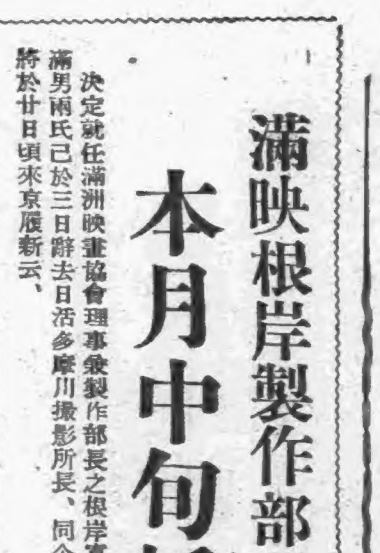 滿映根岸製作部
本月中旬
決定就任滿洲映畫協會理事兼製作部長之根岸寬
滿男兩氏已於三日辭去日活多摩川撮影所長、同
將於廿日頃來京履新云、